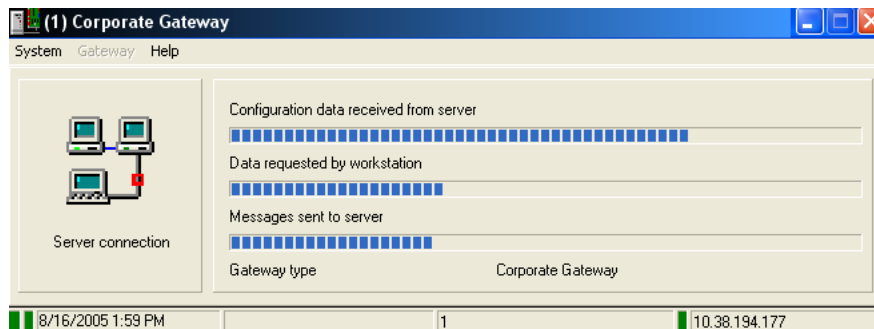 (1) Corporate Gateway
System Gateway Help
Configuration data received from server
Data requested by workstation
Messages sent to server
Server connection
Gateway type Corporate Gateway
8/16/2005 1:59 PM 1 10.38.194.177